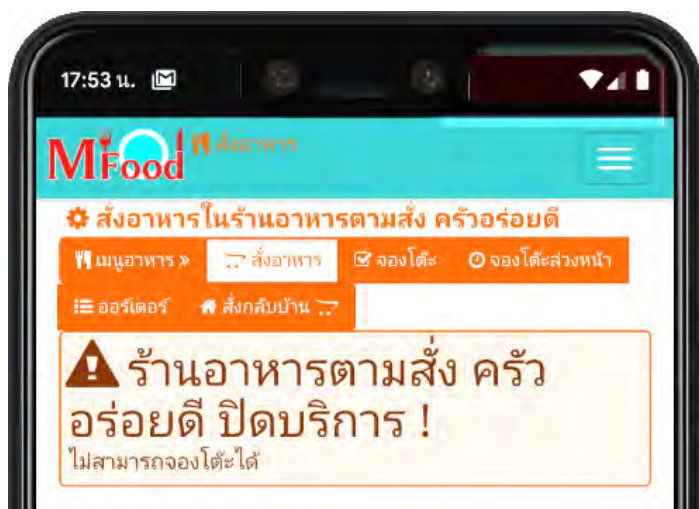 17:53 น.
MFood สั่งอาหาร
สั่งอาหารในร้านอาหารตามสั่ง ครัวอร่อยดี
เมนูอาหาร » สั่งอาหาร จองโต๊ะ จองโต๊ะล่วงหน้า
ออร์เดอร์ สั่งกลับบ้าน
ร้านอาหารตามสั่ง ครัว
อร่อยดี ปิดบริการ !
ไม่สามารถจองโต๊ะได้